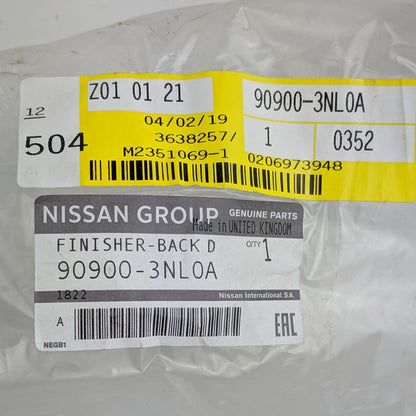 12
504
Z01 01 21
04/02/19
3638257/
M2351069-1
90900-3NL0A
1 0352
0206973948
NISSAN GROUP GENUINE PARTS
Made in UNITED KINGDOM
FINISHER-BACK D QTY 1
90900-3NL0A
1822
Nissan International SA.
A
EAC
NEGB1